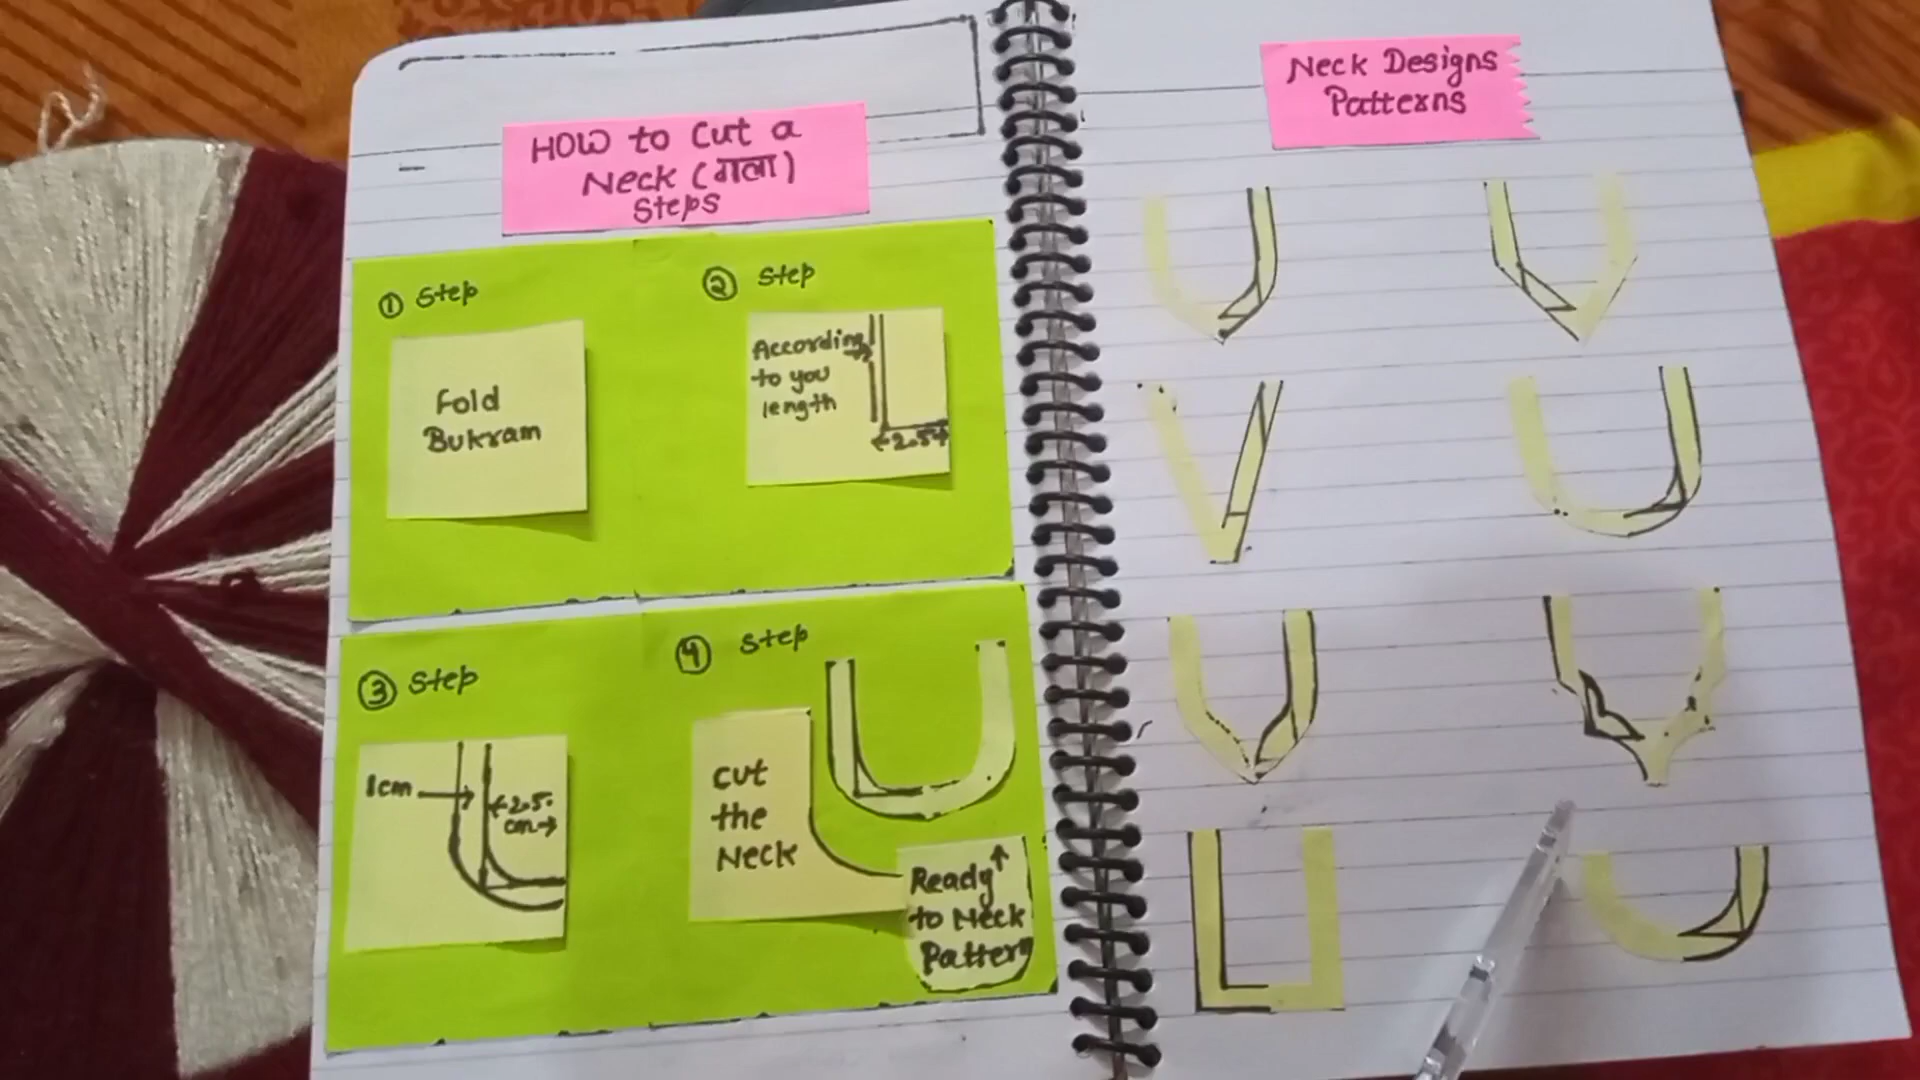 HOW to Cut a
Neck (गला)
Steps
① Step
Fold
Bukram
② Step
According
to you
length
2.5
③ Step
1cm
2.5.
cm
④ Step
Cut
the
Neck
Ready
to Neck
Pattern
Neck Designs
Patterns